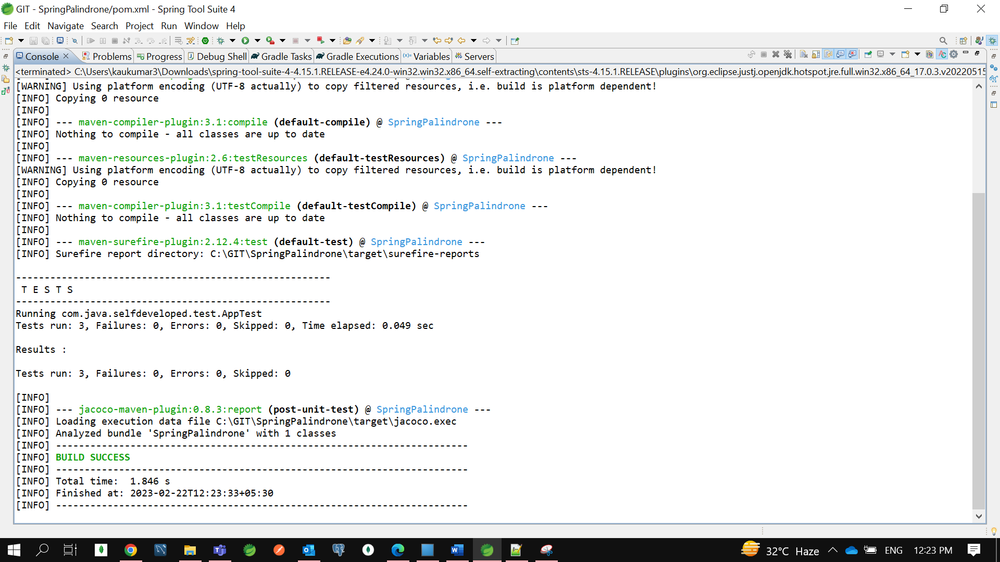 GIT - SpringPalindrone/pom.xml - Spring Tool Suite 4
File Edit Navigate Search Project Run Window Help
Console Problems Progress Debug Shell Gradle Tasks Gradle Executions Variables Servers
<terminated> C:\Users\kaukumar3\Downloads\spring-tool-suite-4-4.15.1.RELEASE-e4.24.0-win32.win32.x86_64.self-extracting\contents\sts-4.15.1.RELEASE\plugins\org.eclipse.justj.openjdk.hotspot.jre.full.win32.x86_64_17.0.3.v20220515
[WARNING] Using platform encoding (UTF-8 actually) to copy filtered resources, i.e. build is platform dependent!
[INFO] Copying 0 resource
[INFO]
[INFO] --- maven-compiler-plugin:3.1:compile (default-compile) @ SpringPalindrone ---
[INFO] Nothing to compile - all classes are up to date
[INFO]
[INFO] --- maven-resources-plugin:2.6:testResources (default-testResources) @ SpringPalindrone ---
[WARNING] Using platform encoding (UTF-8 actually) to copy filtered resources, i.e. build is platform dependent!
[INFO] Copying 0 resource
[INFO]
[INFO] --- maven-compiler-plugin:3.1:testCompile (default-testCompile) @ SpringPalindrone ---
[INFO] Nothing to compile - all classes are up to date
[INFO]
[INFO] --- maven-surefire-plugin:2.12.4:test (default-test) @ SpringPalindrone ---
[INFO] Surefire report directory: C:\GIT\SpringPalindrone\target\surefire-reports
-------------------------------------------------------
T E S T S
-------------------------------------------------------
Running com.java.selfdeveloped.test.AppTest
Tests run: 3, Failures: 0, Errors: 0, Skipped: 0, Time elapsed: 0.049 sec
Results :
Tests run: 3, Failures: 0, Errors: 0, Skipped: 0
[INFO]
[INFO] --- jacoco-maven-plugin:0.8.3:report (post-unit-test) @ SpringPalindrone ---
[INFO] Loading execution data file C:\GIT\SpringPalindrone\target\jacoco.exec
[INFO] Analyzed bundle 'SpringPalindrone' with 1 classes
[INFO] ------------------------------------------------------------------------
[INFO] BUILD SUCCESS
[INFO] ------------------------------------------------------------------------
[INFO] Total time:  1.846 s
[INFO] Finished at: 2023-02-22T12:23:33+05:30
[INFO] ------------------------------------------------------------------------
32°C Haze ENG 12:23 PM